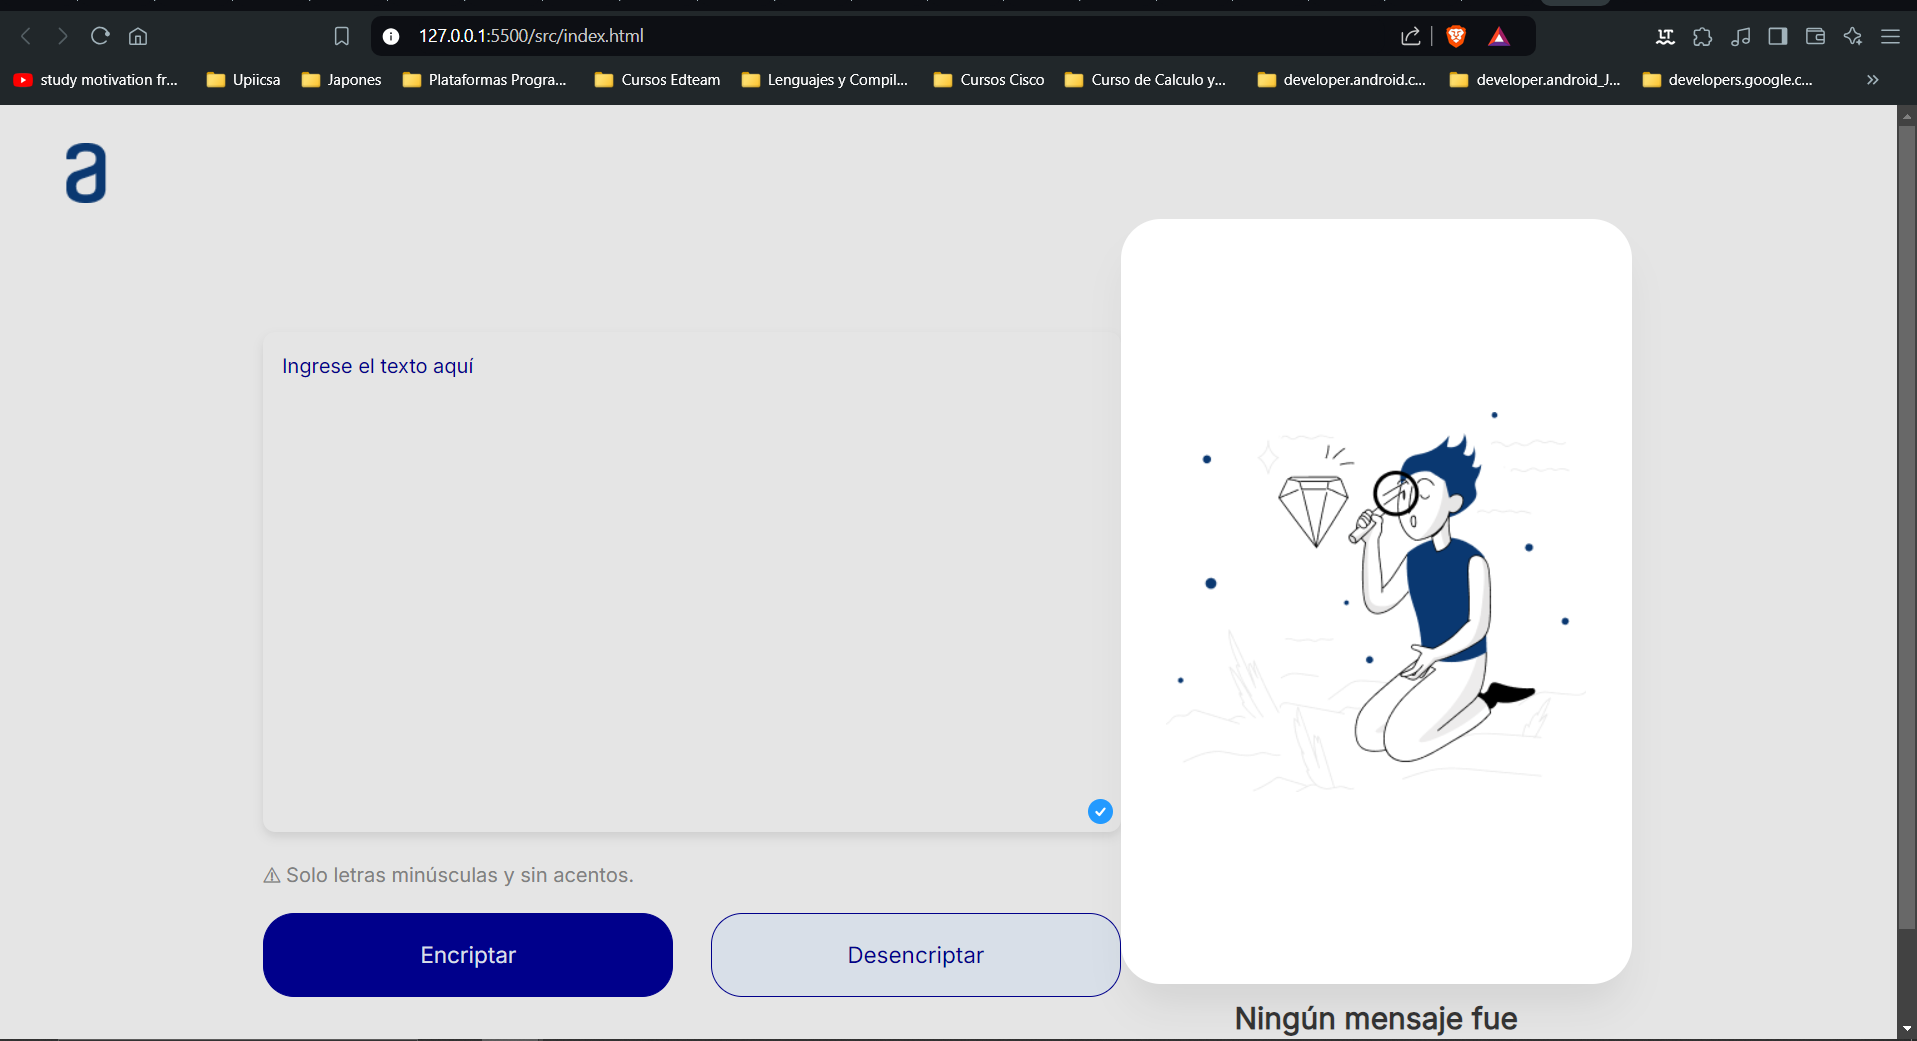 127.0.0.1:5500/src/index.html
study motivation fr... Upiicsa Japones Plataformas Progra... Cursos Edteam Lenguajes y Compil... Cursos Cisco Curso de Calculo y... developer.android.c... developer.android_J... developers.google.c... »
a
Ingrese el texto aquí
⚠ Solo letras minúsculas y sin acentos.
Encriptar
Desencriptar
Ningún mensaje fue